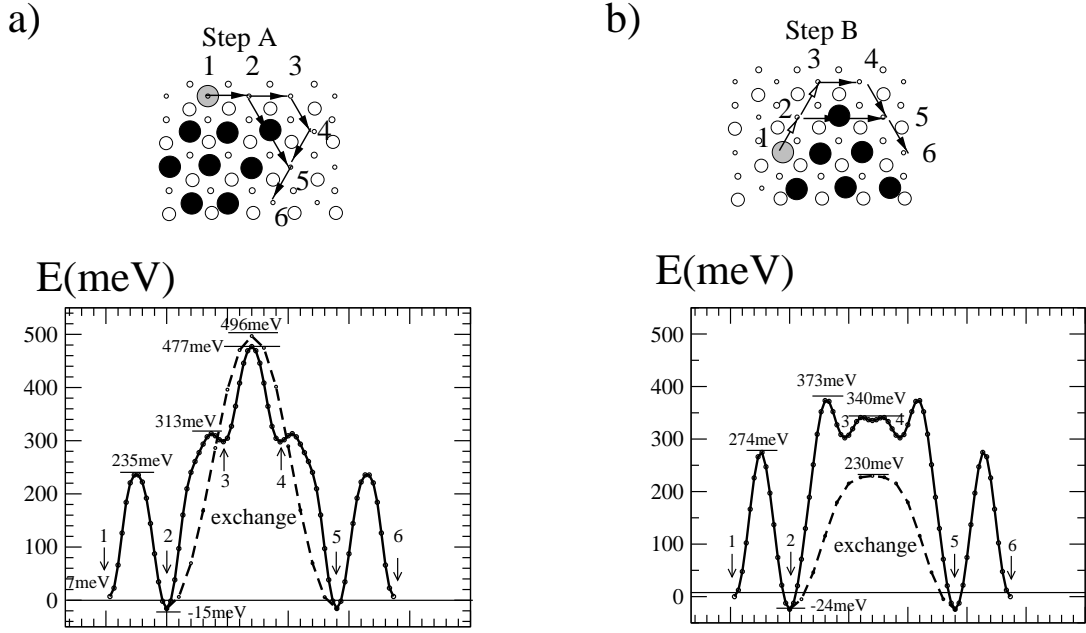 a)
Step A
1 2 3
4
5
6
b)
Step B
3 4
2 5
1 6
E(meV)
500
400
300
200
100
0
496meV
477meV
313meV
235meV
3 4
exchange
1 2 5 6
7meV
-15meV
E(meV)
500
400
300
200
100
0
373meV
340meV
3 4
274meV
230meV
exchange
1 2 5 6
-24meV